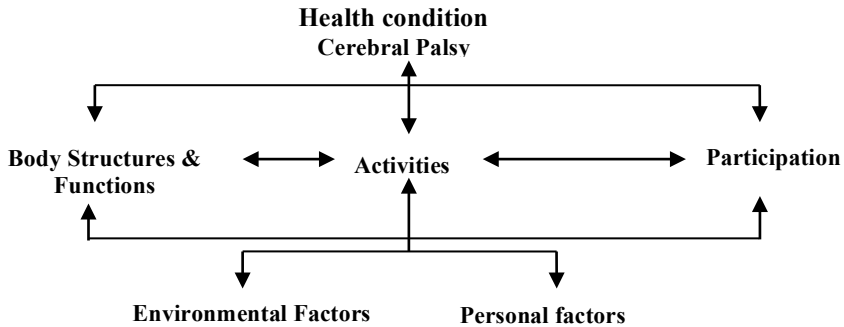 Health condition
Cerebral Palsy
Body Structures &
Functions
Activities
Participation
Environmental Factors
Personal factors